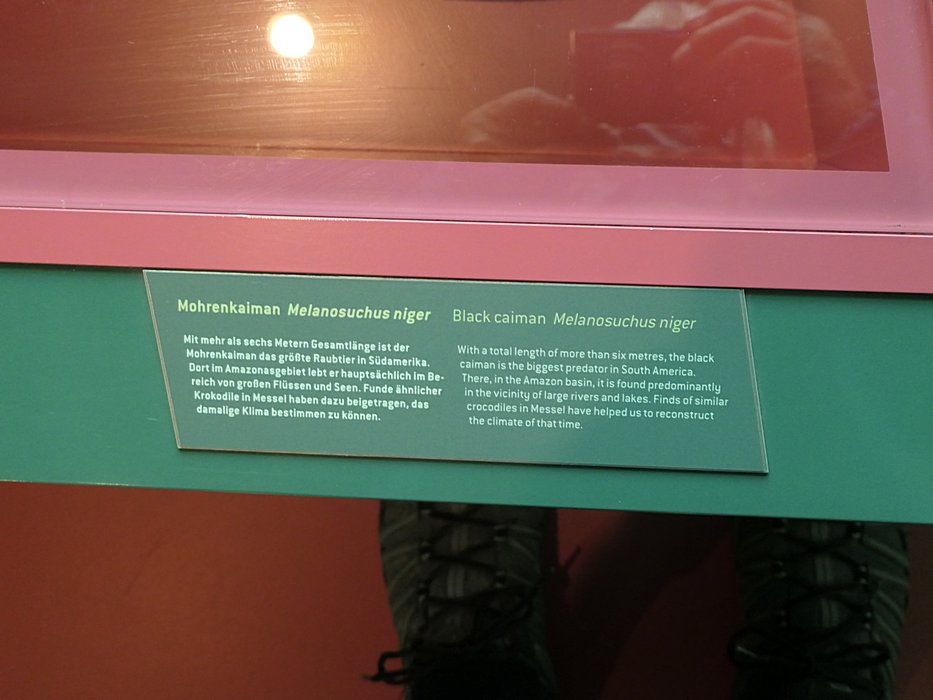 Mohrenkaiman Melanosuchus niger
Mit mehr als sechs Metern Gesamtlänge ist der
Mohrenkaiman das größte Raubtier in Südamerika.
Dort im Amazonasgebiet lebt er hauptsächlich im Be-
reich von großen Flüssen und Seen. Funde ähnlicher
Krokodile in Messel haben dazu beigetragen, das
damalige Klima bestimmen zu können.
Black caiman Melanosuchus niger
With a total length of more than six metres, the black
caiman is the biggest predator in South America.
There, in the Amazon basin, it is found predominantly
in the vicinity of large rivers and lakes. Finds of similar
crocodiles in Messel have helped us to reconstruct
the climate of that time.